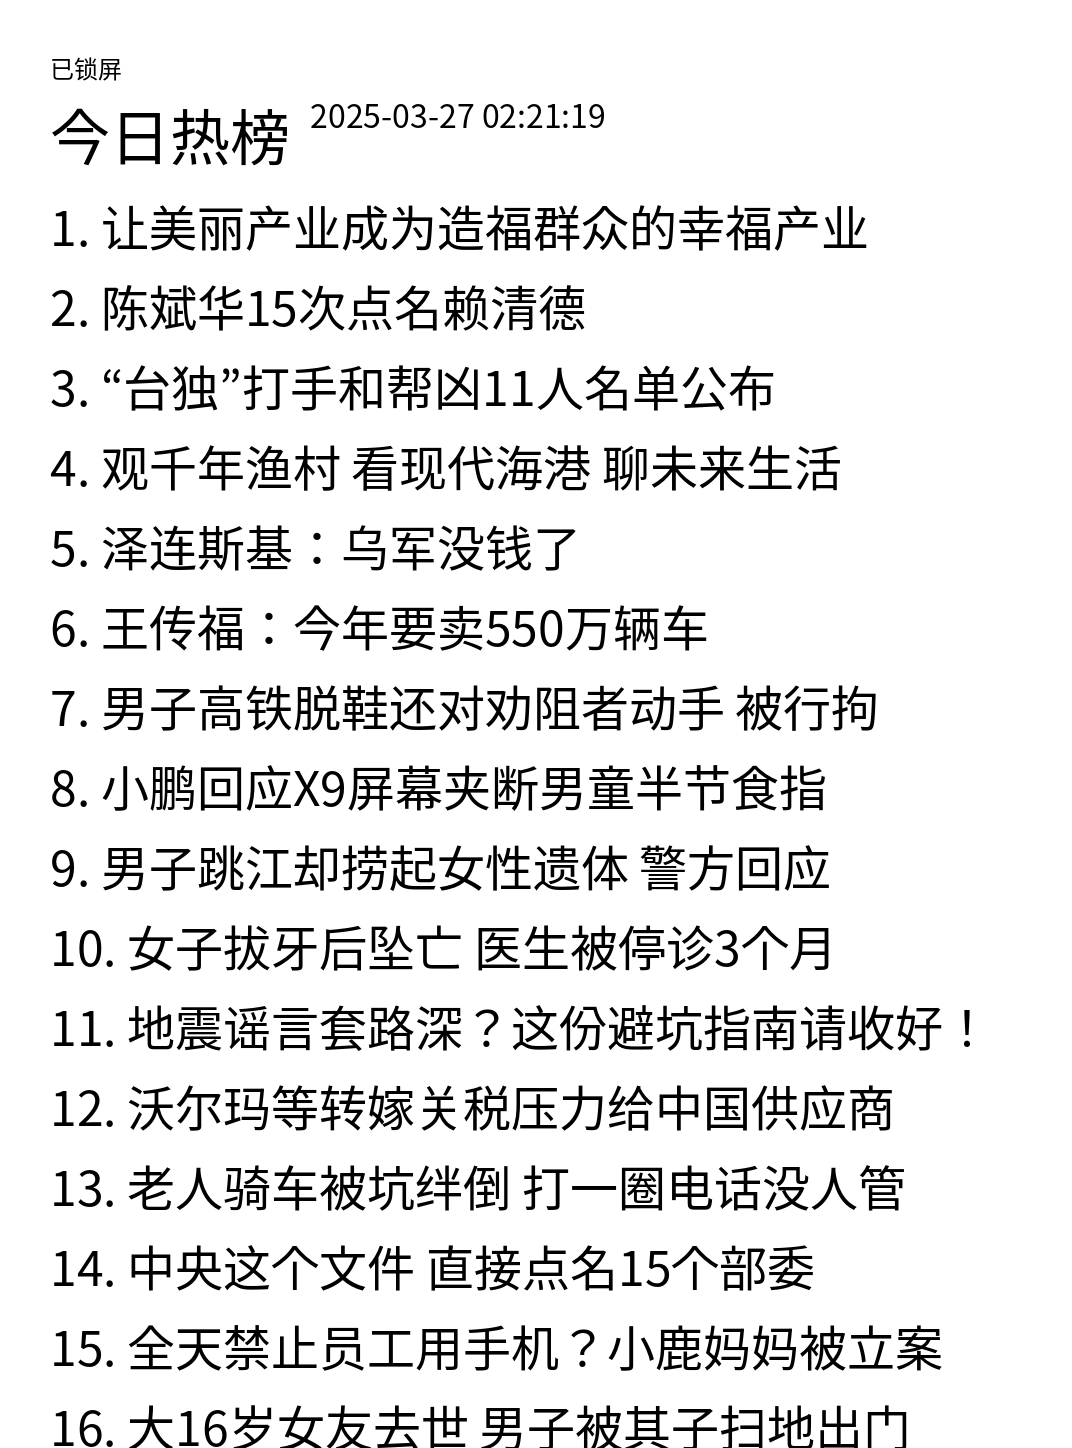 已锁屏
今日热榜 2025-03-27 02:21:19
1. 让美丽产业成为造福群众的幸福产业
2. 陈斌华15次点名赖清德
3. “台独”打手和帮凶11人名单公布
4. 观千年渔村 看现代海港 聊未来生活
5. 泽连斯基：乌军没钱了
6. 王传福：今年要卖550万辆车
7. 男子高铁脱鞋还对劝阻者动手 被行拘
8. 小鹏回应X9屏幕夹断男童半节食指
9. 男子跳江却捞起女性遗体 警方回应
10. 女子拔牙后坠亡 医生被停诊3个月
11. 地震谣言套路深？这份避坑指南请收好！
12. 沃尔玛等转嫁关税压力给中国供应商
13. 老人骑车被坑绊倒 打一圈电话没人管
14. 中央这个文件 直接点名15个部委
15. 全天禁止员工用手机？小鹿妈妈被立案
16. 大16岁女友去世 男子被其子扫地出门